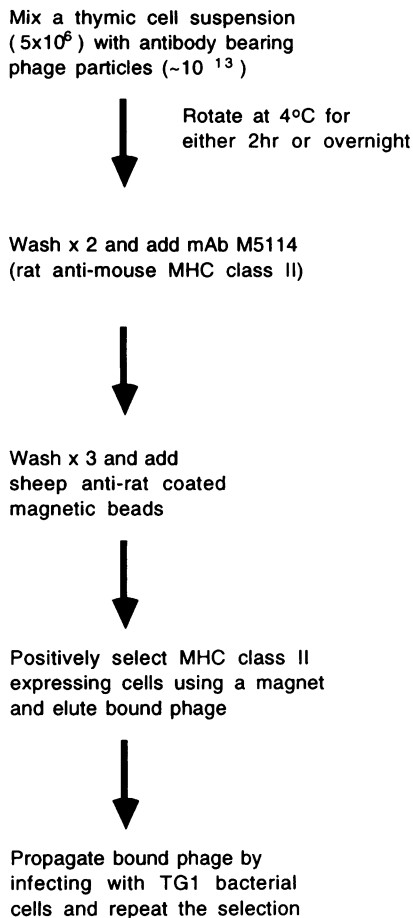 Mix a thymic cell suspension
(5x10⁶) with antibody bearing
phage particles (~10 ¹³)
Rotate at 4ºC for
either 2hr or overnight
Wash x 2 and add mAb M5114
(rat anti-mouse MHC class II)
Wash x 3 and add
sheep anti-rat coated
magnetic beads
Positively select MHC class II
expressing cells using a magnet
and elute bound phage
Propagate bound phage by
infecting with TG1 bacterial
cells and repeat the selection